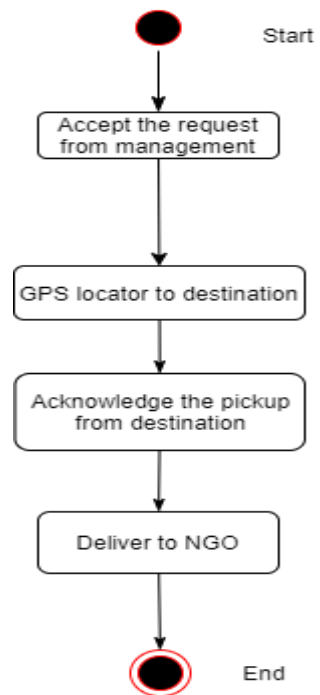 Start
Accept the request
from management
GPS locator to destination
Acknowledge the pickup
from destination
Deliver to NGO
End